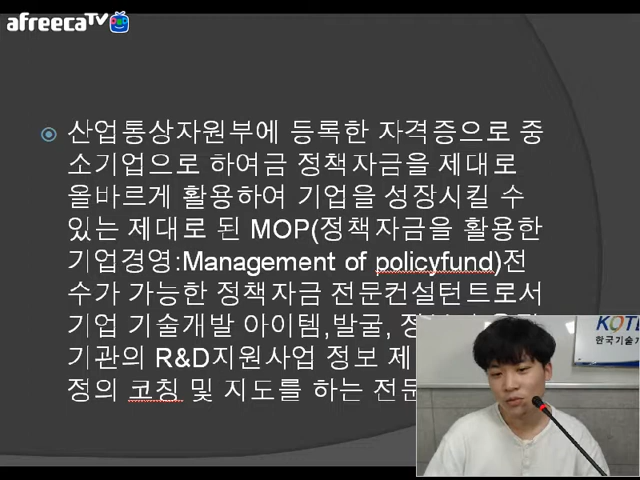 afreecaTV
산업통상자원부에 등록한 자격증으로 중
소기업으로 하여금 정책자금을 제대로
올바르게 활용하여 기업을 성장시킬 수
있는 제대로 된 MOP(정책자금을 활용한
기업경영:Management of policyfund)전
수가 가능한 정책자금 전문컨설턴트로서
기업 기술개발 아이템,발굴,
기관의 R&D지원사업 정보 제
정의 코칭 및 지도를 하는 전문
한국기술